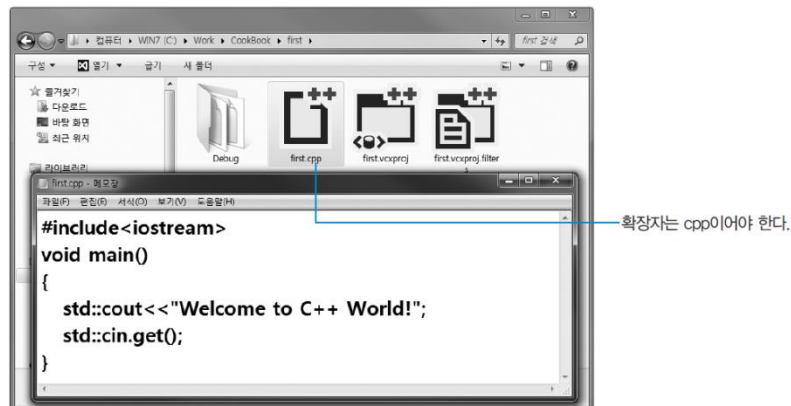 ▸ 컴퓨터 ▸ WIN7 (C:) ▸ Work ▸ CookBook ▸ first ▸
first 검색
구성 ▾ 열기 ▾ 굽기 새 폴더
즐겨찾기
다운로드
바탕 화면
최근 위치
라이브러리
Debug
first.cpp
first.vcxproj
first.vcxproj.filter
s
first.cpp - 메모장
파일(F) 편집(E) 서식(O) 보기(V) 도움말(H)
#include<iostream>
void main()
{
std::cout<<"Welcome to C++ World!";
std::cin.get();
}
확장자는 cpp이어야 한다.